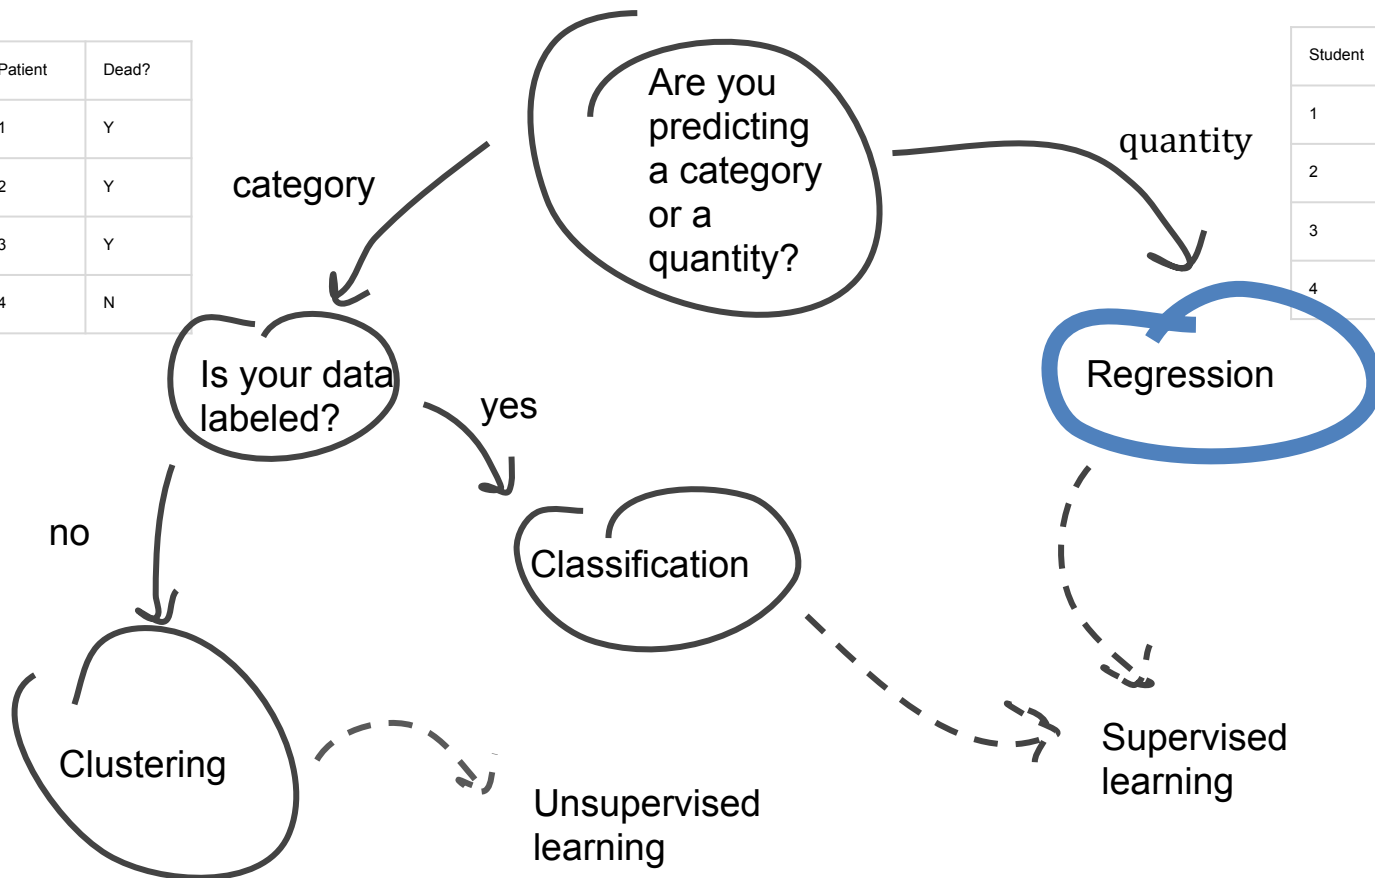 Patient Dead?
1 Y
2 Y
3 Y
4 N
category
Are you
predicting
a category
or a
quantity?
quantity
Student
1
2
3
4
Is your data
labeled?
yes
no
Regression
Classification
Clustering
Unsupervised
learning
Supervised
learning